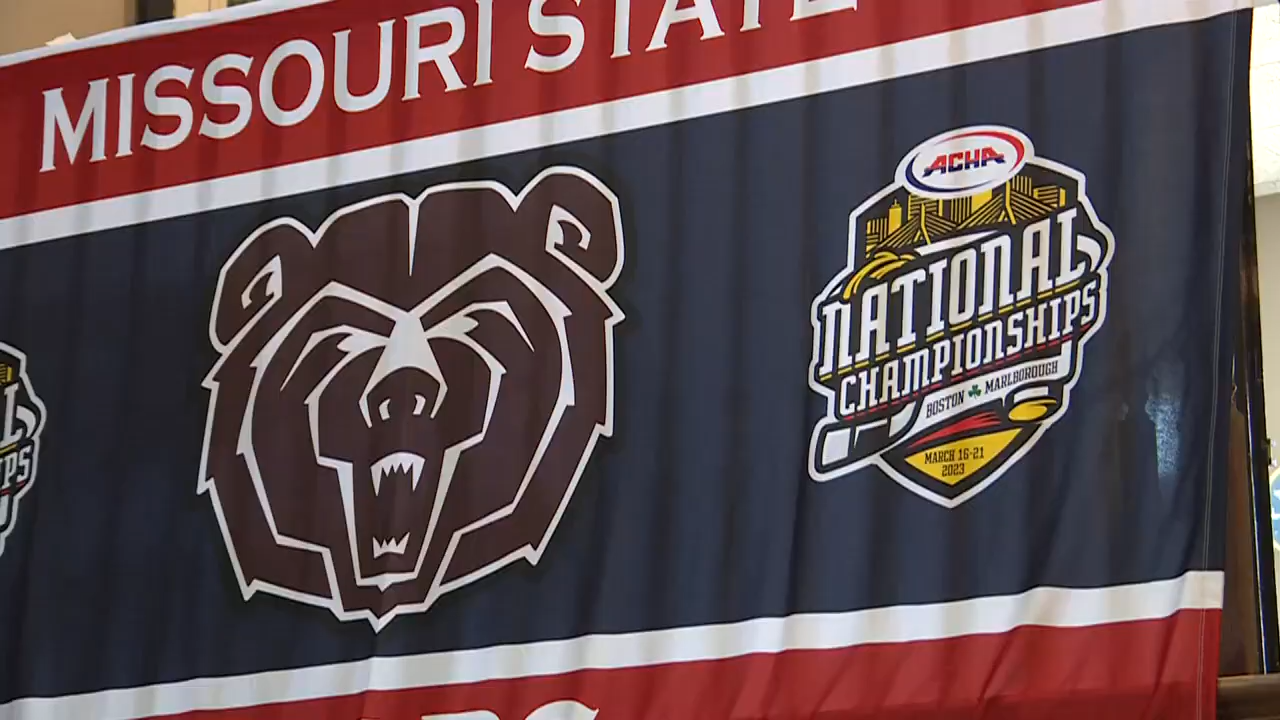 MISSOURI STATE
ACHA
NATIONAL
CHAMPIONSHIPS
BOSTON ☘ MARLBOROUGH
MARCH 16-21
2023